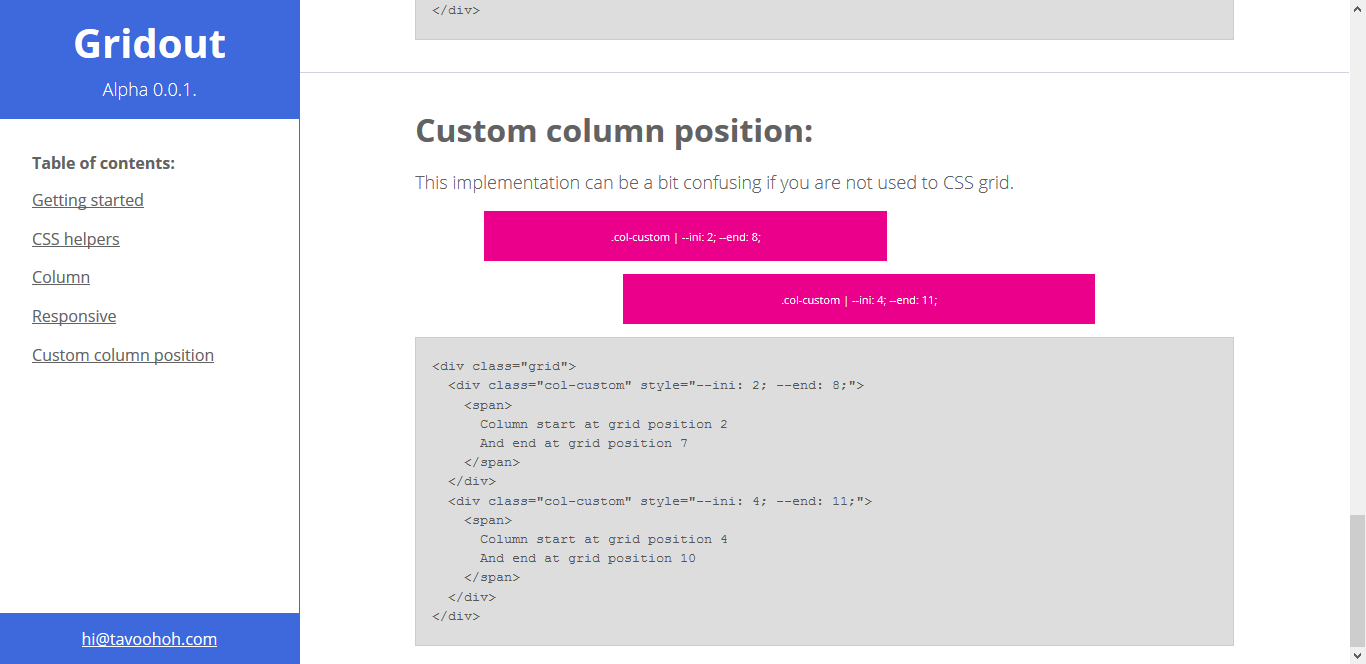 Gridout
Alpha 0.0.1.
Table of contents:
Getting started
CSS helpers
Column
Responsive
Custom column position
hi@tavoohoh.com
</div>
Custom column position:
This implementation can be a bit confusing if you are not used to CSS grid.
.col-custom | --ini: 2; --end: 8;
.col-custom | --ini: 4; --end: 11;
<div class="grid">
  <div class="col-custom" style="--ini: 2; --end: 8;">
    <span>
      Column start at grid position 2
      And end at grid position 7
    </span>
  </div>
  <div class="col-custom" style="--ini: 4; --end: 11;">
    <span>
      Column start at grid position 4
      And end at grid position 10
    </span>
  </div>
</div>